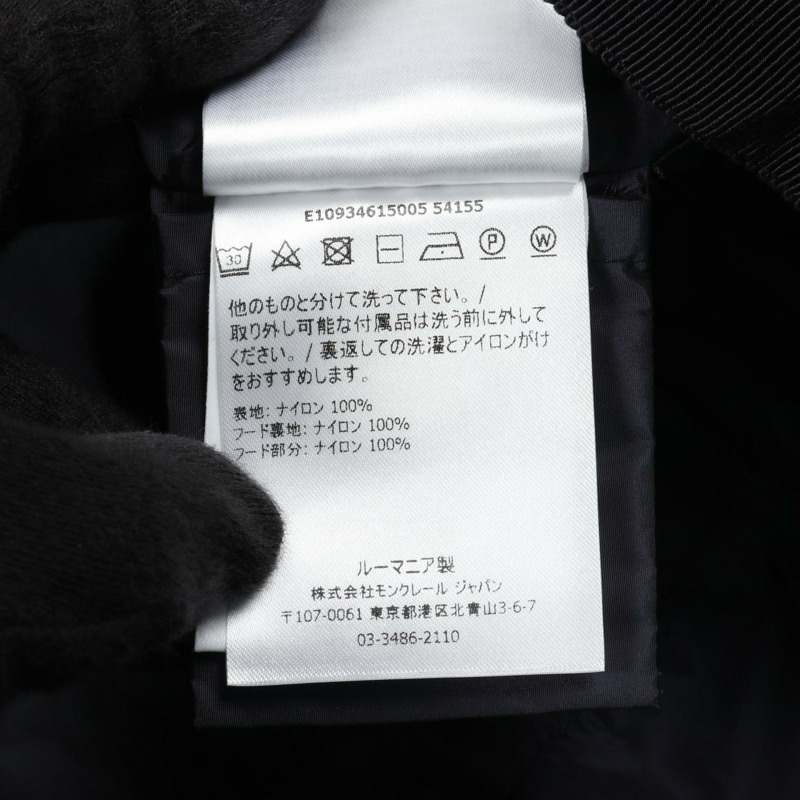 E10934615005 54155
30 P W
他のものと分けて洗って下さい。/
取り外し可能な付属品は洗う前に外して
ください。/ 裏返しての洗濯とアイロンがけ
をおすすめします。
表地: ナイロン 100%
フード裏地: ナイロン 100%
フード部分: ナイロン 100%
ルーマニア製
株式会社モンクレール ジャパン
〒107-0061 東京都港区北青山3-6-7
03-3486-2110